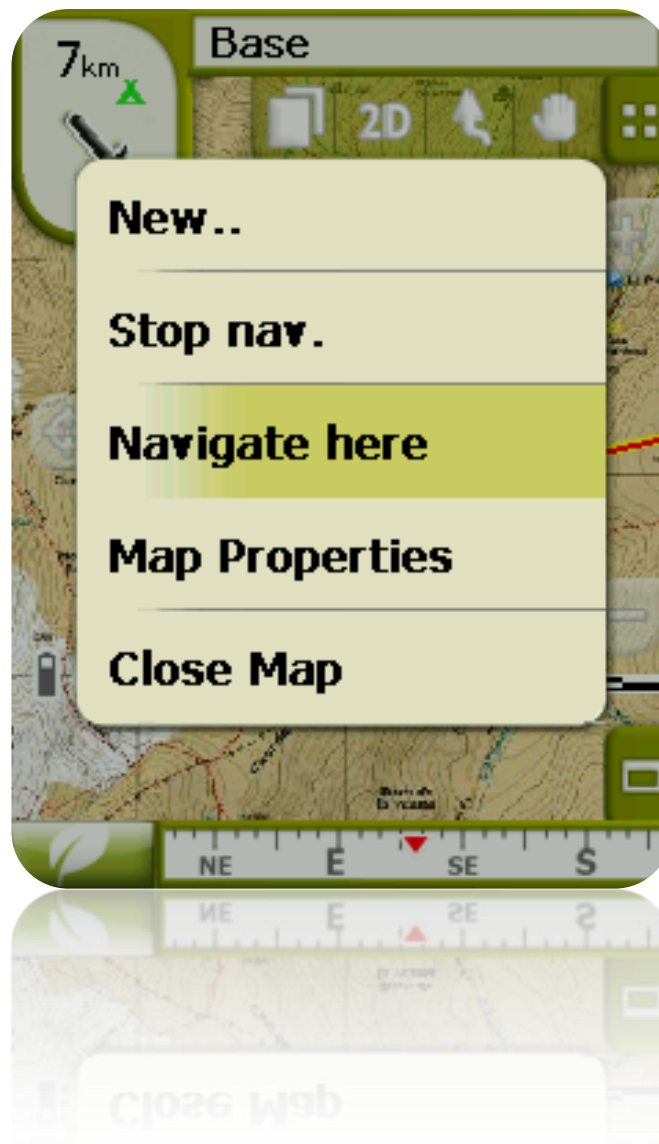 Base
7km
2D
New..
Stop nav.
Navigate here
Map Properties
Close Map
NE E SE S